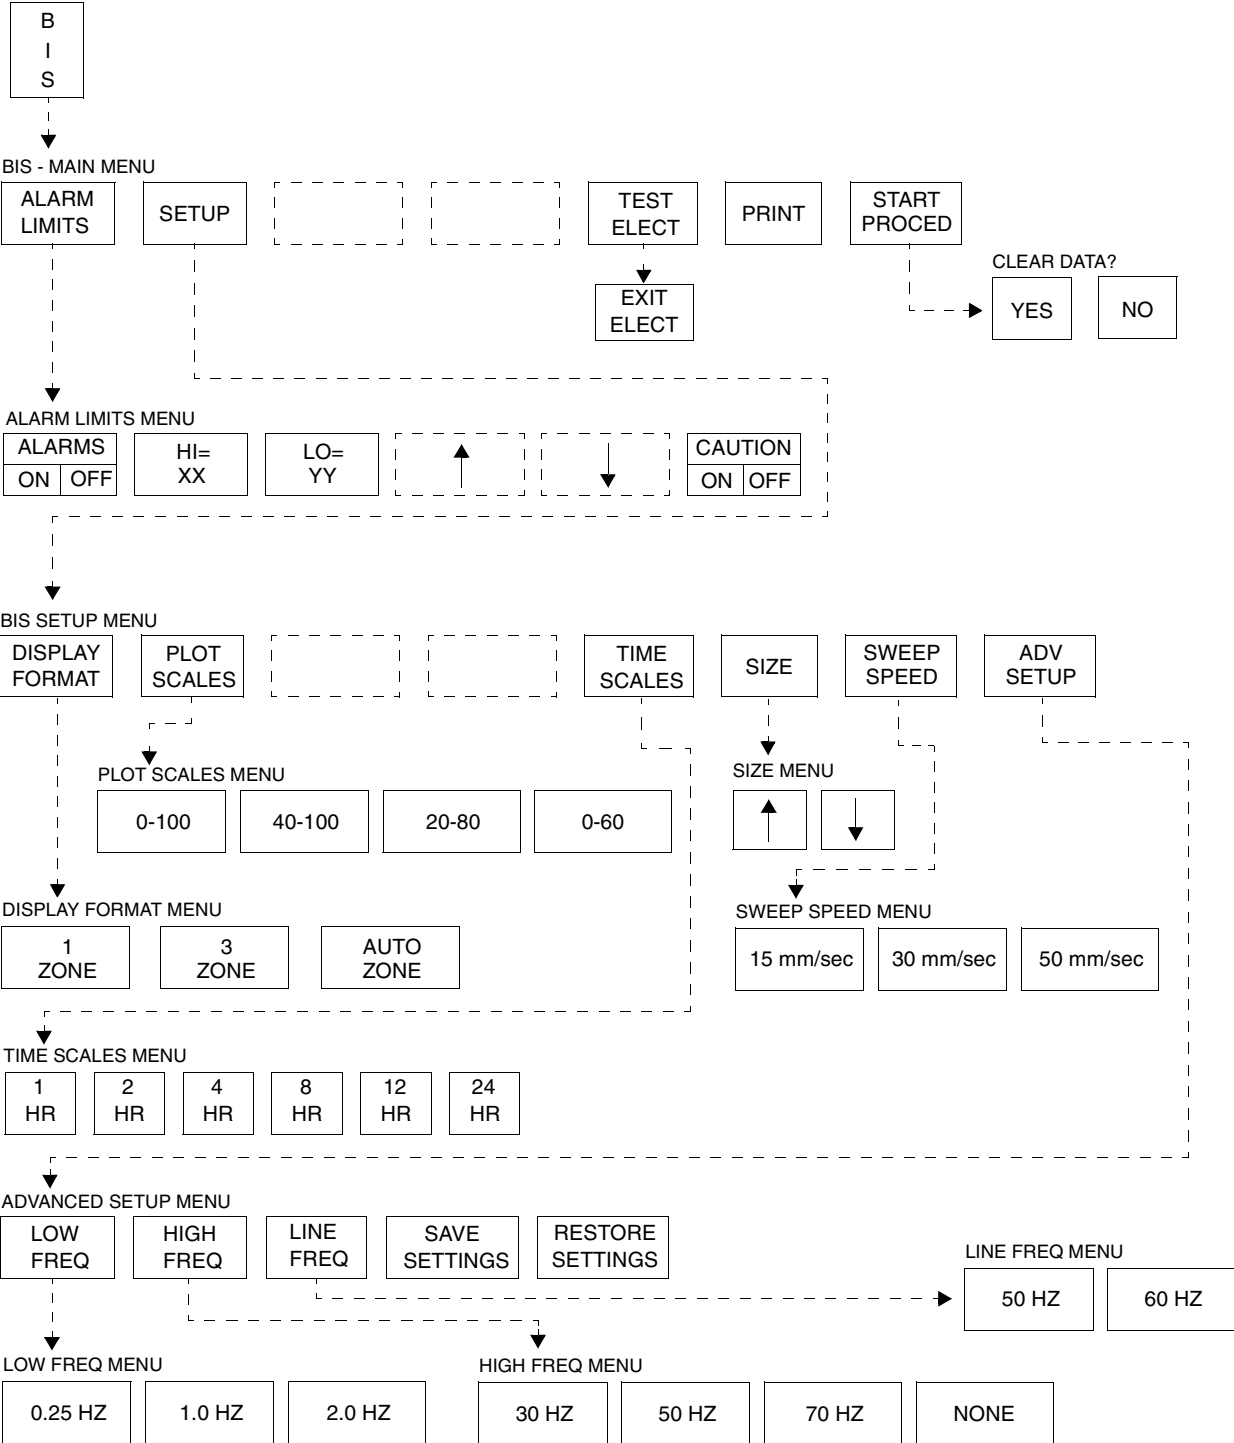 B
I
S
BIS - MAIN MENU
ALARM
LIMITS
SETUP
TEST
ELECT
PRINT
START
PROCED
EXIT
ELECT
CLEAR DATA?
YES
NO
ALARM LIMITS MENU
ALARMS
ON OFF
HI=
XX
LO=
YY
CAUTION
ON OFF
BIS SETUP MENU
DISPLAY
FORMAT
PLOT
SCALES
TIME
SCALES
SIZE
SWEEP
SPEED
ADV
SETUP
PLOT SCALES MENU
0-100
40-100
20-80
0-60
SIZE MENU
DISPLAY FORMAT MENU
1
ZONE
3
ZONE
AUTO
ZONE
SWEEP SPEED MENU
15 mm/sec
30 mm/sec
50 mm/sec
TIME SCALES MENU
1
HR
2
HR
4
HR
8
HR
12
HR
24
HR
ADVANCED SETUP MENU
LOW
FREQ
HIGH
FREQ
LINE
FREQ
SAVE
SETTINGS
RESTORE
SETTINGS
LINE FREQ MENU
50 HZ
60 HZ
LOW FREQ MENU
0.25 HZ
1.0 HZ
2.0 HZ
HIGH FREQ MENU
30 HZ
50 HZ
70 HZ
NONE